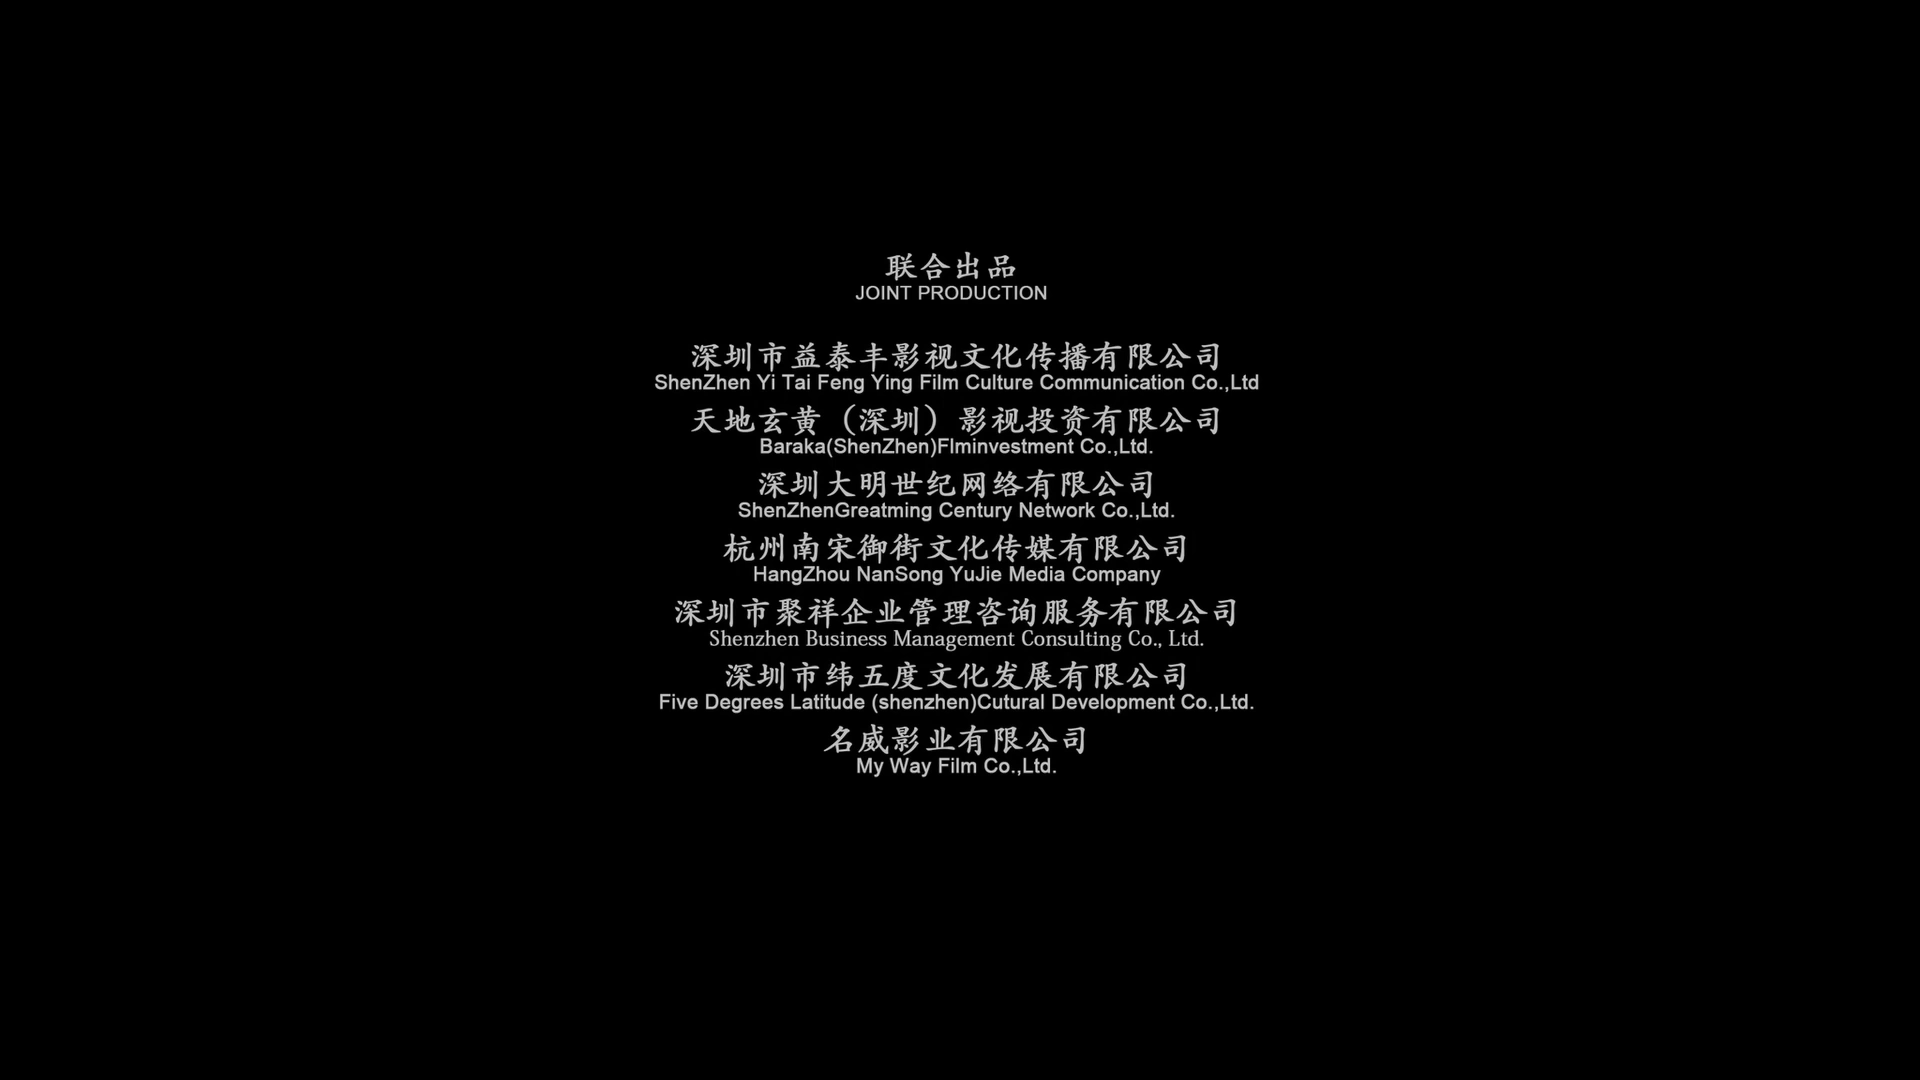 联合出品
JOINT PRODUCTION
深圳市益泰丰影视文化传播有限公司
ShenZhen Yi Tai Feng Ying Film Culture Communication Co.,Ltd
天地玄黄（深圳）影视投资有限公司
Baraka(ShenZhen)Flminvestment Co.,Ltd.
深圳大明世纪网络有限公司
ShenZhenGreatming Century Network Co.,Ltd.
杭州南宋御街文化传媒有限公司
HangZhou NanSong YuJie Media Company
深圳市聚祥企业管理咨询服务有限公司
Shenzhen Business Management Consulting Co., Ltd.
深圳市纬五度文化发展有限公司
Five Degrees Latitude (shenzhen)Cutural Development Co.,Ltd.
名威影业有限公司
My Way Film Co.,Ltd.